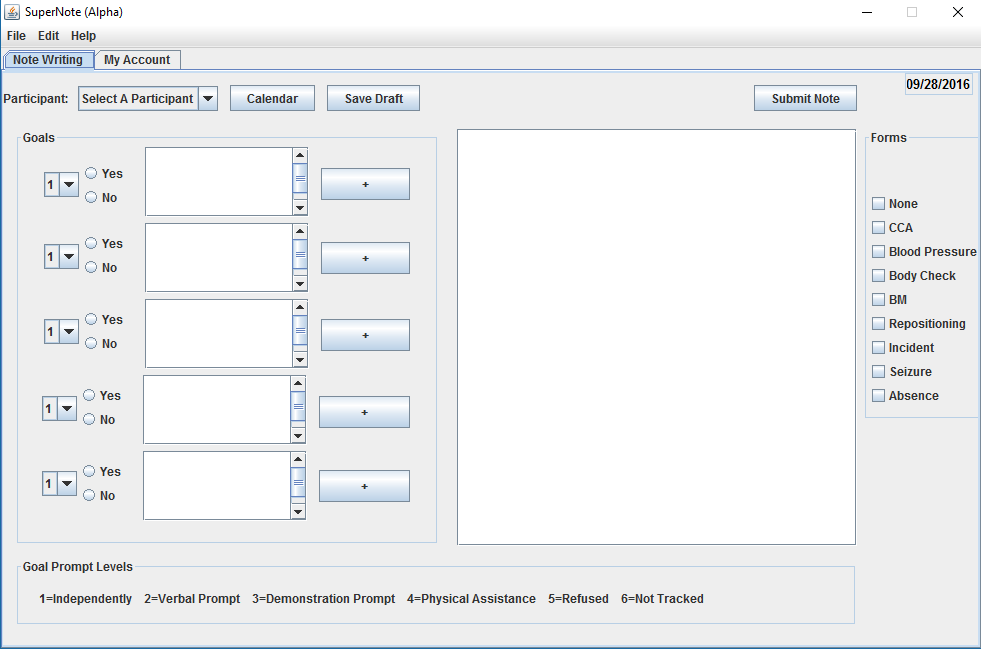 SuperNote (Alpha)
File Edit Help
Note Writing My Account
09/28/2016
Participant: Select A Participant Calendar Save Draft Submit Note
Goals
Forms
1 Yes
No
+
1 Yes
No
+
1 Yes
No
+
1 Yes
No
+
1 Yes
No
+
None
CCA
Blood Pressure
Body Check
BM
Repositioning
Incident
Seizure
Absence
Goal Prompt Levels
1=Independently 2=Verbal Prompt 3=Demonstration Prompt 4=Physical Assistance 5=Refused 6=Not Tracked